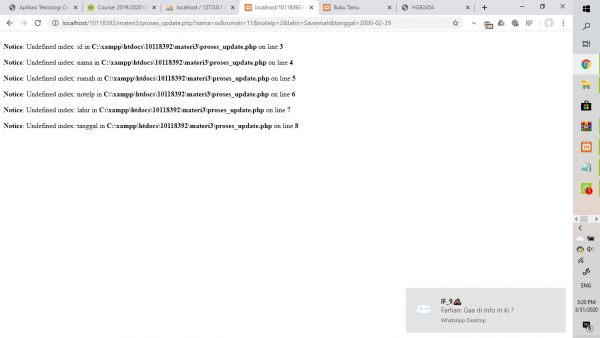 Aplikasi Teknologi On
Course: 2019/2020 G
localhost / 127.0.0.1
localhost/10118392/m
Buku Tamu
HG8245A
localhost/10118392/materi3/proses_update.php?nama=sx&rumah=11&notelp=2&lahir=Savannah&tanggal=2000-02-29
Notice: Undefined index: id in C:\xampp\htdocs\10118392\materi3\proses_update.php on line 3
Notice: Undefined index: nama in C:\xampp\htdocs\10118392\materi3\proses_update.php on line 4
Notice: Undefined index: rumah in C:\xampp\htdocs\10118392\materi3\proses_update.php on line 5
Notice: Undefined index: notelp in C:\xampp\htdocs\10118392\materi3\proses_update.php on line 6
Notice: Undefined index: lahir in C:\xampp\htdocs\10118392\materi3\proses_update.php on line 7
Notice: Undefined index: tanggal in C:\xampp\htdocs\10118392\materi3\proses_update.php on line 8
IF_9💩
Farhan: Gaa di info in ki ?
WhatsApp Desktop
ENG
3:20 PM
3/31/2020